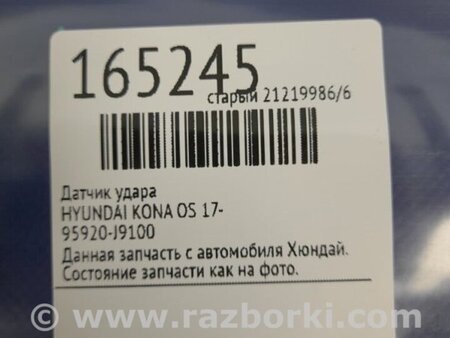 165245
старый 21219986/6
Датчик удара
HYUNDAI KONA OS 17-
95920-J9100
Данная запчасть с автомобиля Хюндай.
Состояние запчасти как на фото.
www.razborki.com